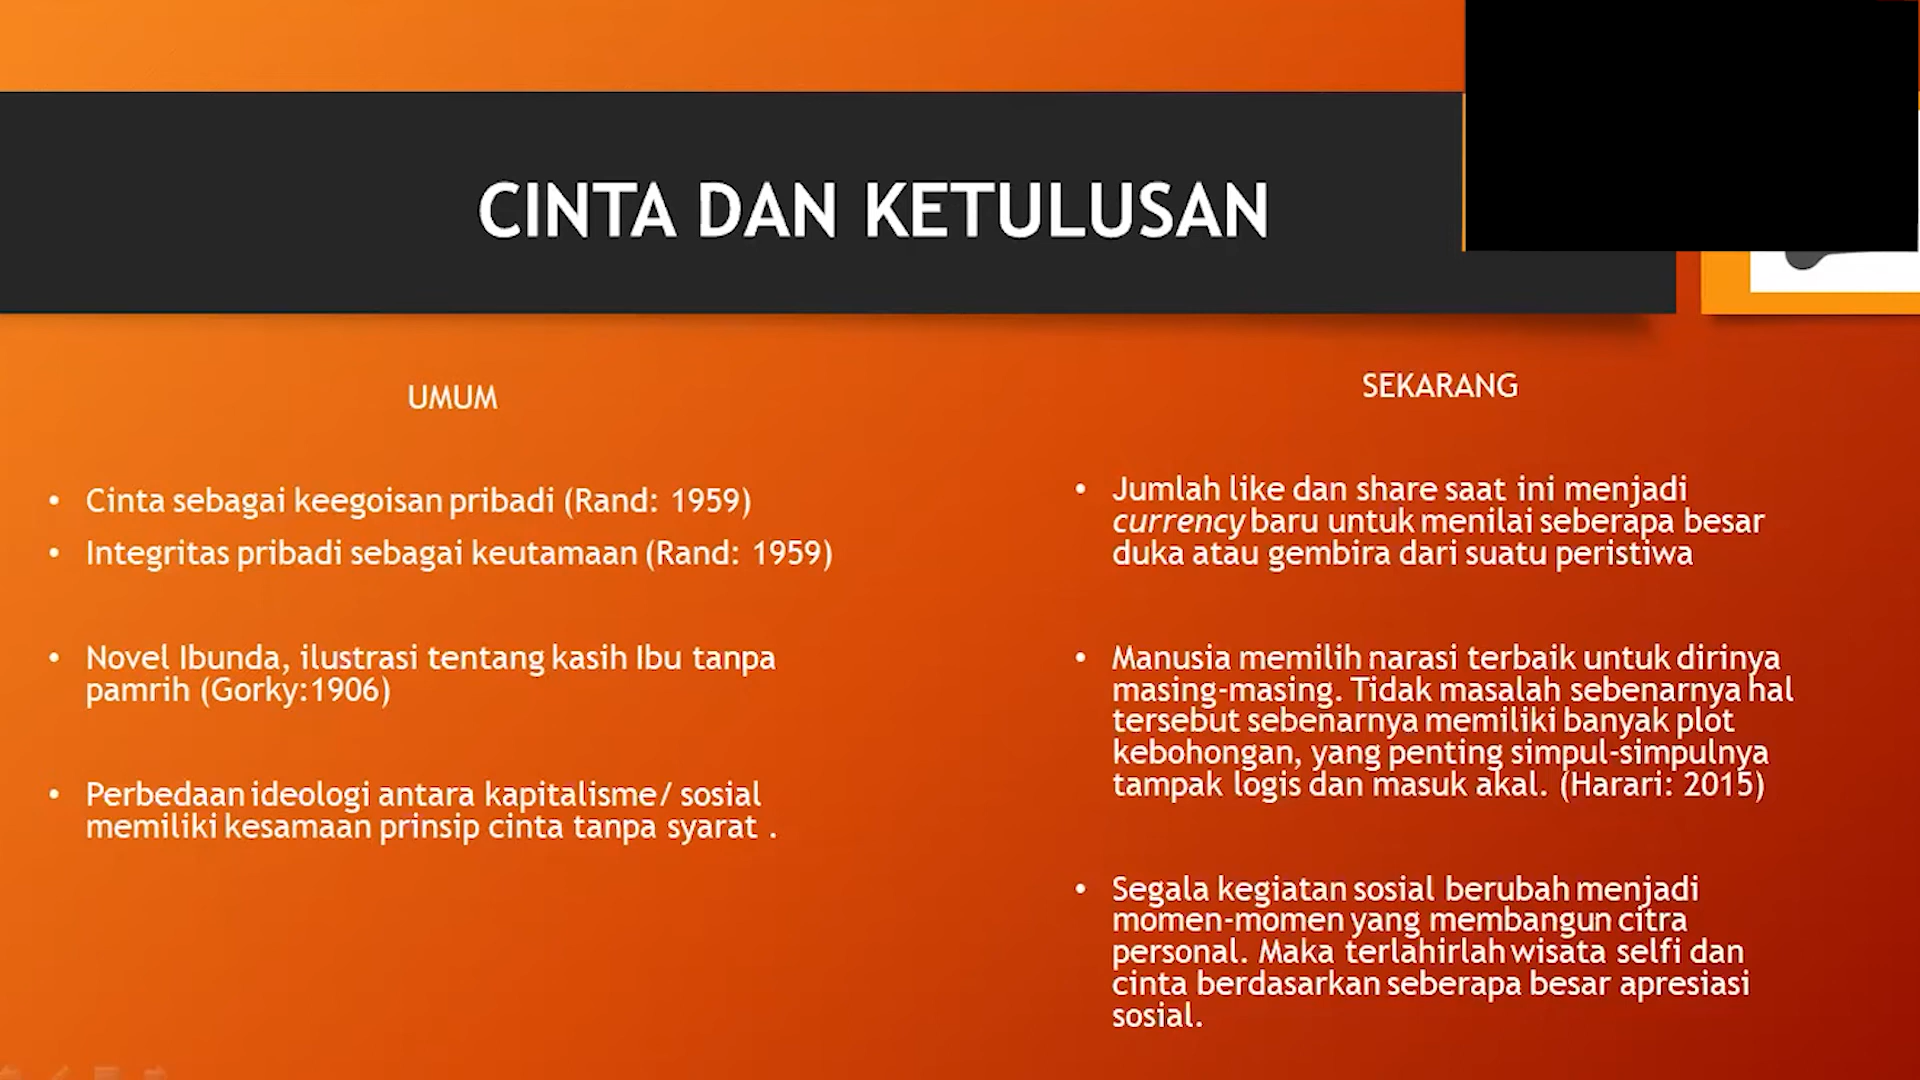 CINTA DAN KETULUSAN
UMUM
• Cinta sebagai keegoisan pribadi (Rand: 1959)
• Integritas pribadi sebagai keutamaan (Rand: 1959)
• Novel Ibunda, ilustrasi tentang kasih Ibu tanpa
pamrih (Gorky:1906)
• Perbedaan ideologi antara kapitalisme/ sosial
memiliki kesamaan prinsip cinta tanpa syarat .
SEKARANG
• Jumlah like dan share saat ini menjadi
currency baru untuk menilai seberapa besar
duka atau gembira dari suatu peristiwa
• Manusia memilih narasi terbaik untuk dirinya
masing-masing. Tidak masalah sebenarnya hal
tersebut sebenarnya memiliki banyak plot
kebohongan, yang penting simpul-simpulnya
tampak logis dan masuk akal. (Harari: 2015)
• Segala kegiatan sosial berubah menjadi
momen-momen yang membangun citra
personal. Maka terlahirlah wisata selfi dan
cinta berdasarkan seberapa besar apresiasi
sosial.